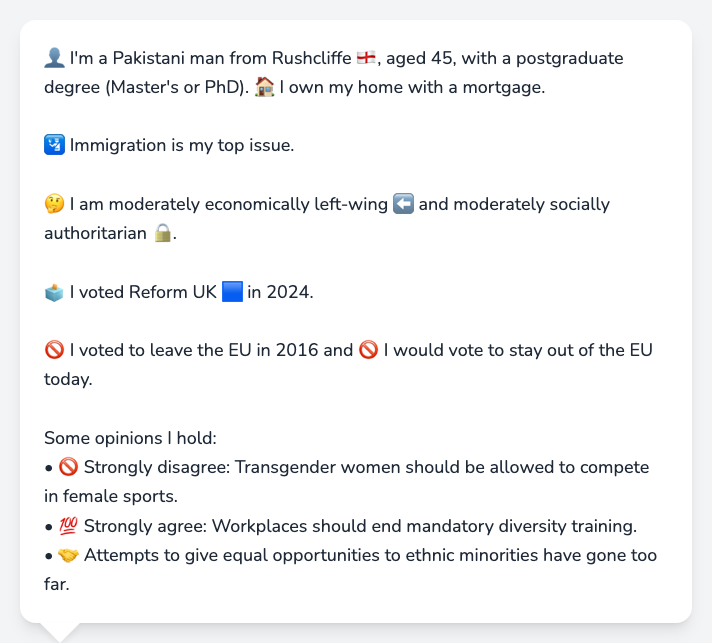 👤 I'm a Pakistani man from Rushcliffe 🏴󠁧󠁢󠁥󠁮󠁧󠁿, aged 45, with a postgraduate
degree (Master's or PhD). 🏠 I own my home with a mortgage.
🛂 Immigration is my top issue.
🤔 I am moderately economically left-wing ⬅️ and moderately socially
authoritarian 🔒.
🗳️ I voted Reform UK 🟦 in 2024.
🚫 I voted to leave the EU in 2016 and 🚫 I would vote to stay out of the EU
today.
Some opinions I hold:
• 🚫 Strongly disagree: Transgender women should be allowed to compete
in female sports.
• 💯 Strongly agree: Workplaces should end mandatory diversity training.
• 🤝 Attempts to give equal opportunities to ethnic minorities have gone too
far.